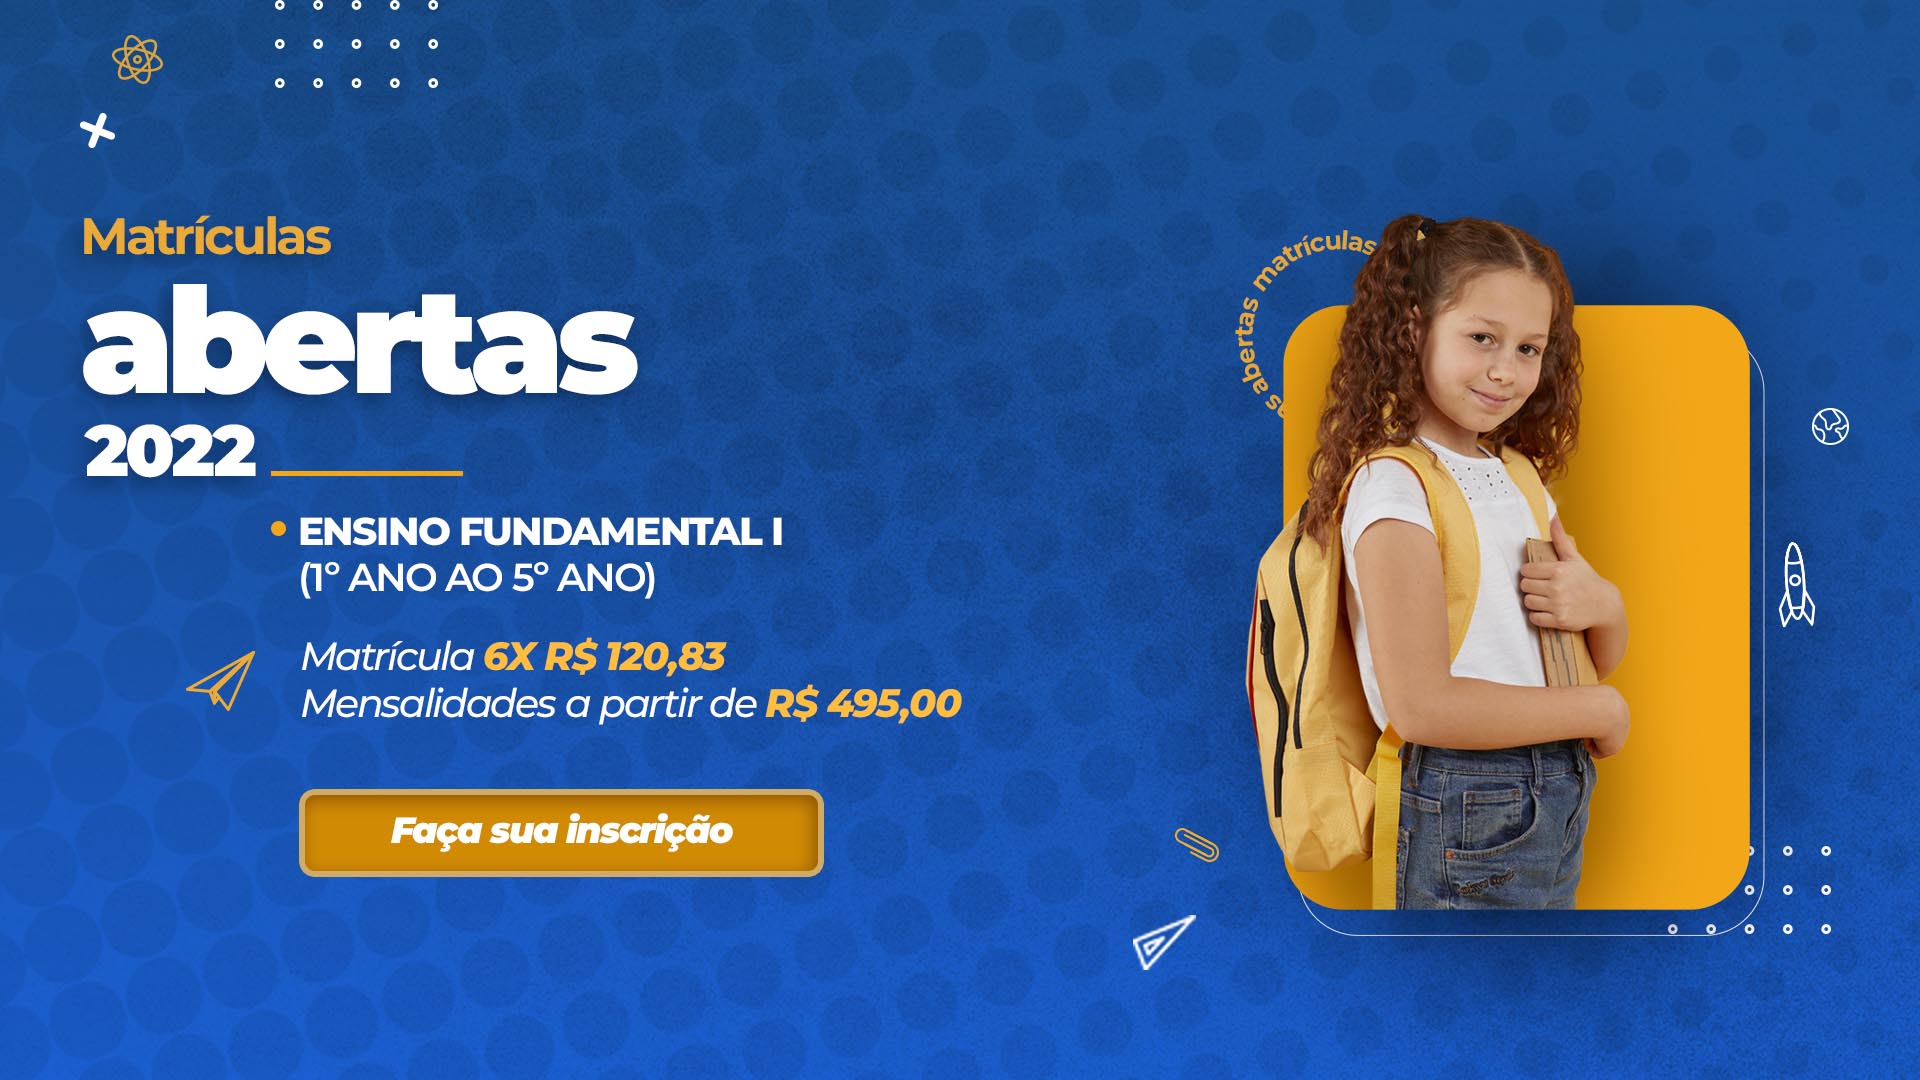 Matrículas
abertas
2022
ENSINO FUNDAMENTAL I
(1º ANO AO 5º ANO)
Matrícula 6X R$ 120,83
Mensalidades a partir de R$ 495,00
Faça sua inscrição
abertas matrículas